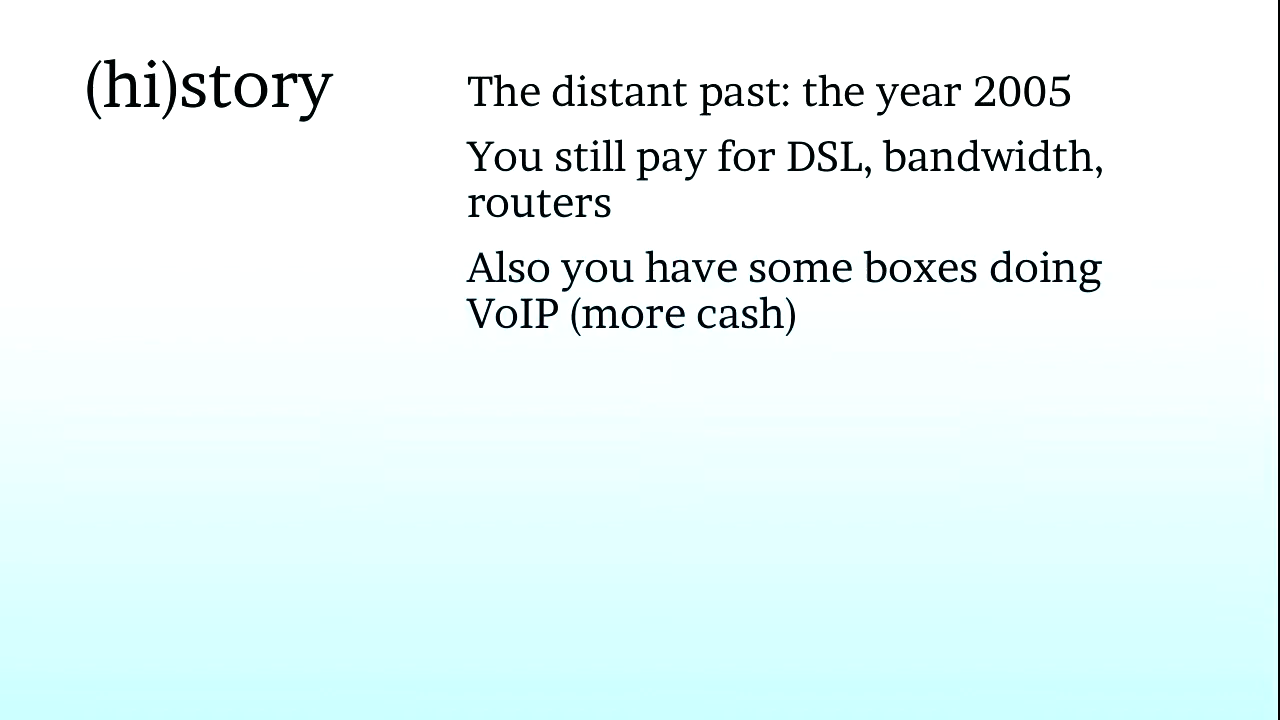 (hi)story
The distant past: the year 2005
You still pay for DSL, bandwidth,
routers
Also you have some boxes doing
VoIP (more cash)